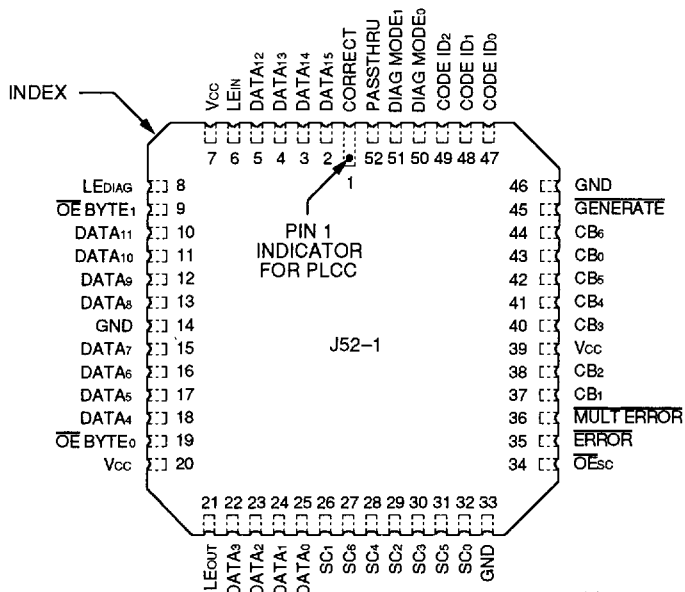 INDEX
Vcc
LEIN
DATA12
DATA13
DATA14
DATA15
CORRECT
PASSTHRU
DIAG MODE1
DIAG MODE0
CODE ID2
CODE ID1
CODE ID0
7 6 5 4 3 2 52 51 50 49 48 47
1
PIN 1
INDICATOR
FOR PLCC
J52-1
LEDIAG 8
OE BYTE1 9
DATA11 10
DATA10 11
DATA9 12
DATA8 13
GND 14
DATA7 15
DATA6 16
DATA5 17
DATA4 18
OE BYTE0 19
Vcc 20
46 GND
45 GENERATE
44 CB6
43 CB0
42 CB5
41 CB4
40 CB3
39 Vcc
38 CB2
37 CB1
36 MULT ERROR
35 ERROR
34 OESC
21 22 23 24 25 26 27 28 29 30 31 32 33
LEOUT
DATA3
DATA2
DATA1
DATA0
SC1
SC6
SC4
SC2
SC3
SC5
SC0
GND